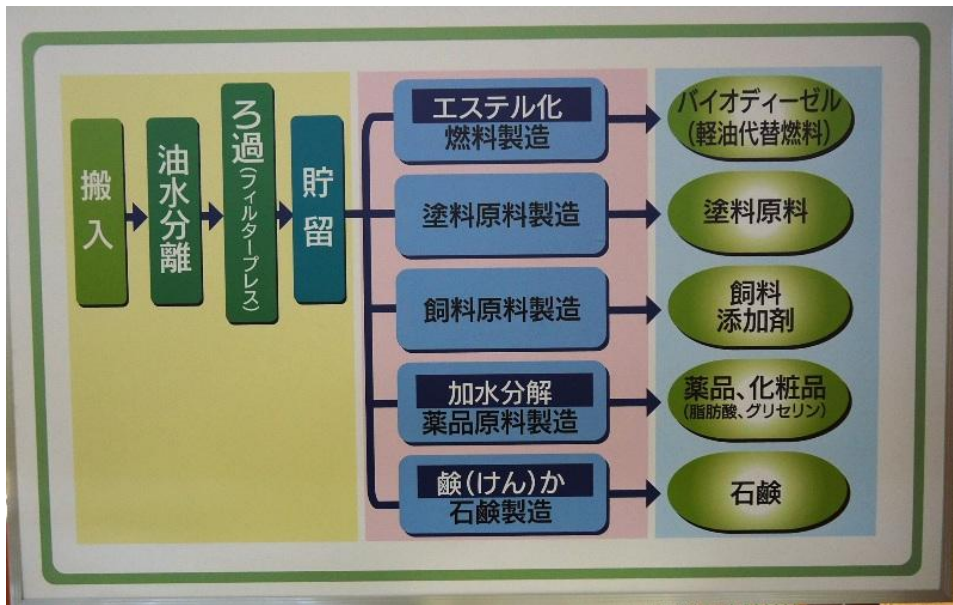 搬入
油水分離
ろ過(フィルタープレス)
貯留
エステル化
燃料製造
塗料原料製造
飼料原料製造
加水分解
薬品原料製造
鹸(けん)か
石鹸製造
バイオディーゼル
(軽油代替燃料)
塗料原料
飼料
添加剤
薬品、化粧品
(脂肪酸、グリセリン)
石鹸